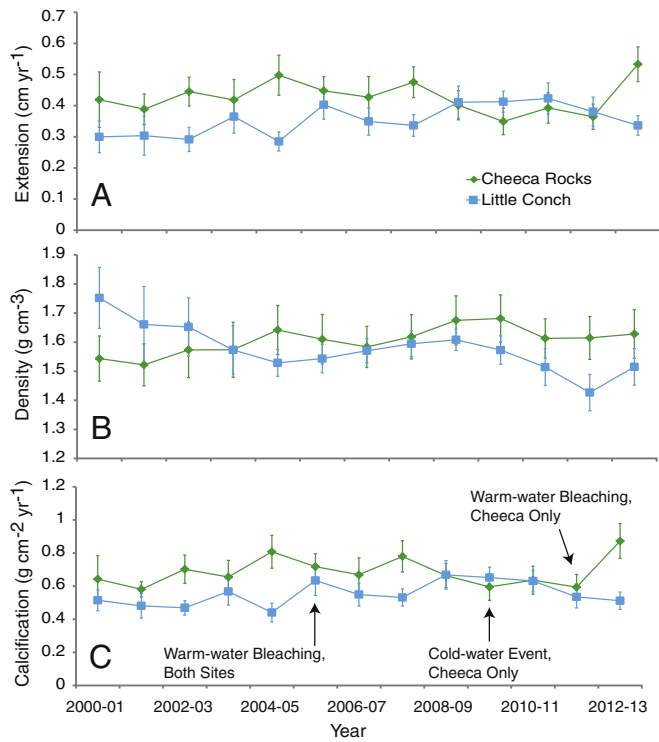 0.7
0.6
0.5
0.4
0.3
0.2
0.1
0
Extension (cm yr-1)
A
Cheeca Rocks
Little Conch
1.9
1.8
1.7
1.6
1.5
1.4
1.3
1.2
Density (g cm-3)
B
1.2
1
0.8
0.6
0.4
0.2
0
Calcification (g cm-2 yr-1)
C
Warm-water Bleaching,
Cheeca Only
Warm-water Bleaching,
Both Sites
Cold-water Event,
Cheeca Only
2000-01 2002-03 2004-05 2006-07 2008-09 2010-11 2012-13
Year